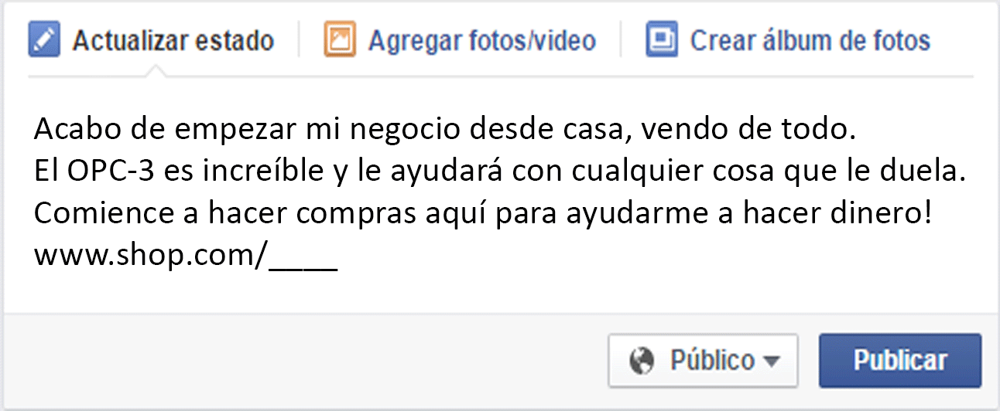 Actualizar estado Agregar fotos/video Crear álbum de fotos
Acabo de empezar mi negocio desde casa, vendo de todo.
El OPC-3 es increíble y le ayudará con cualquier cosa que le duela.
Comience a hacer compras aquí para ayudarme a hacer dinero!
www.shop.com/____
Público Publicar